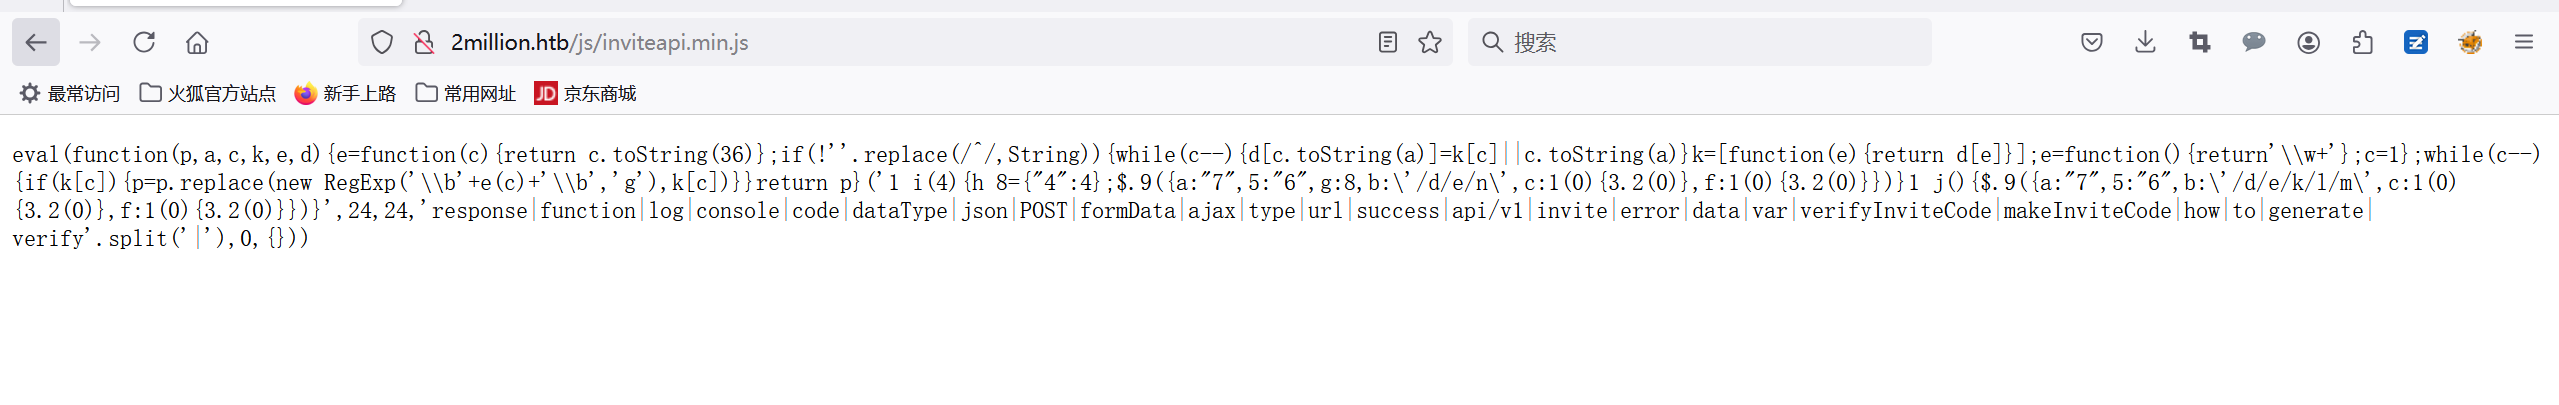 2million.htb/js/inviteapi.min.js
搜索
最常访问 火狐官方站点 新手上路 常用网址 JD 京东商城
eval(function(p,a,c,k,e,d){e=function(c){return c.toString(36)};if(!''.replace(/^/,String)){while(c--){d[c.toString(a)]=k[c]||c.toString(a)}k=[function(e){return d[e]}];e=function(){return'\\w+'};c=1};while(c--)
{if(k[c]){p=p.replace(new RegExp('\\b'+e(c)+'\\b','g'),k[c])}}return p}('1 i(4){h 8={"4":4};$.9({a:"7",5:"6",g:8,b:\'/d/e/n\',c:1(0){3.2(0)},f:1(0){3.2(0)}})}1 j(){$.9({a:"7",5:"6",b:\'/d/e/k/l/m\',c:1(0)
{3.2(0)},f:1(0){3.2(0)}})}',24,24,'response|function|log|console|code|dataType|json|POST|formData|ajax|type|url|success|api/v1|invite|error|data|var|verifyInviteCode|makeInviteCode|how|to|generate|
verify'.split('|'),0,{}))